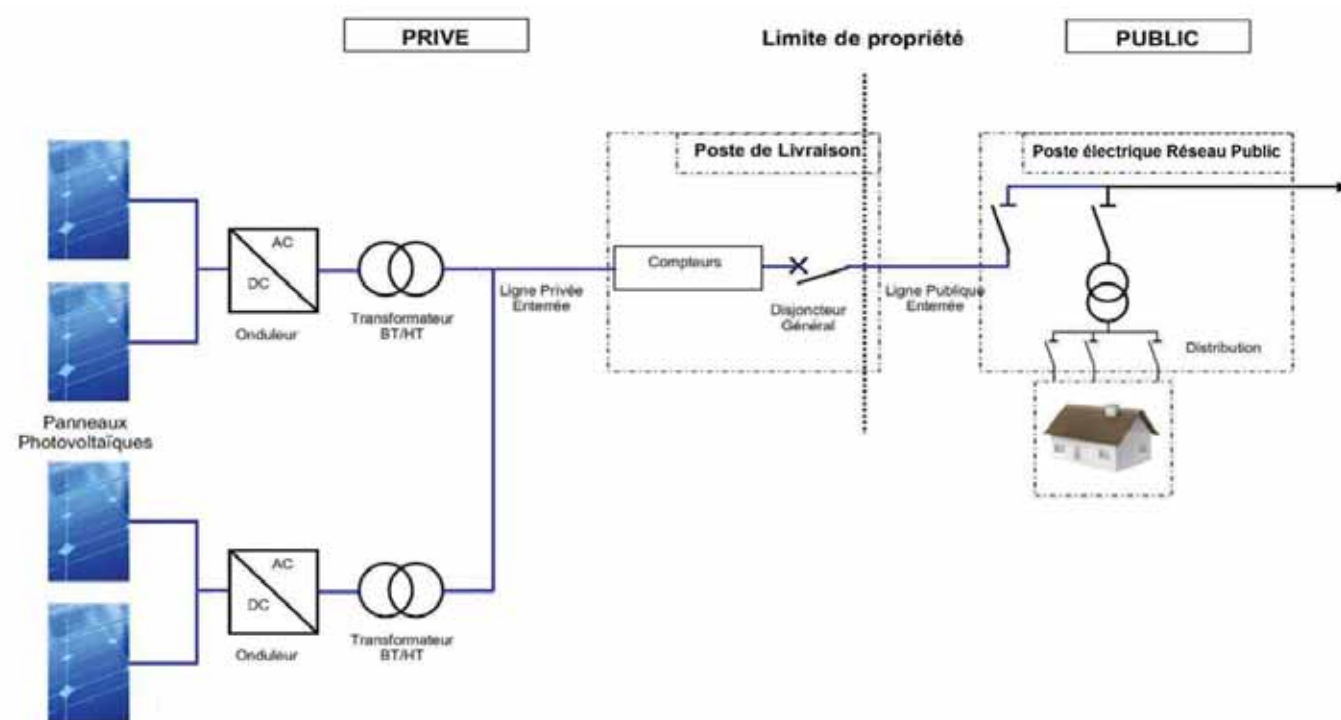 PRIVE
Limite de propriété
PUBLIC
Poste de Livraison
Poste électrique Réseau Public
AC
DC
Onduleur
Transformateur
BT/HT
Ligne Privée
Enterrée
Compteurs
Disjoncteur
Général
Ligne Publique
Enterrée
Distribution
Panneaux
Photovoltaïques
AC
DC
Onduleur
Transformateur
BT/HT